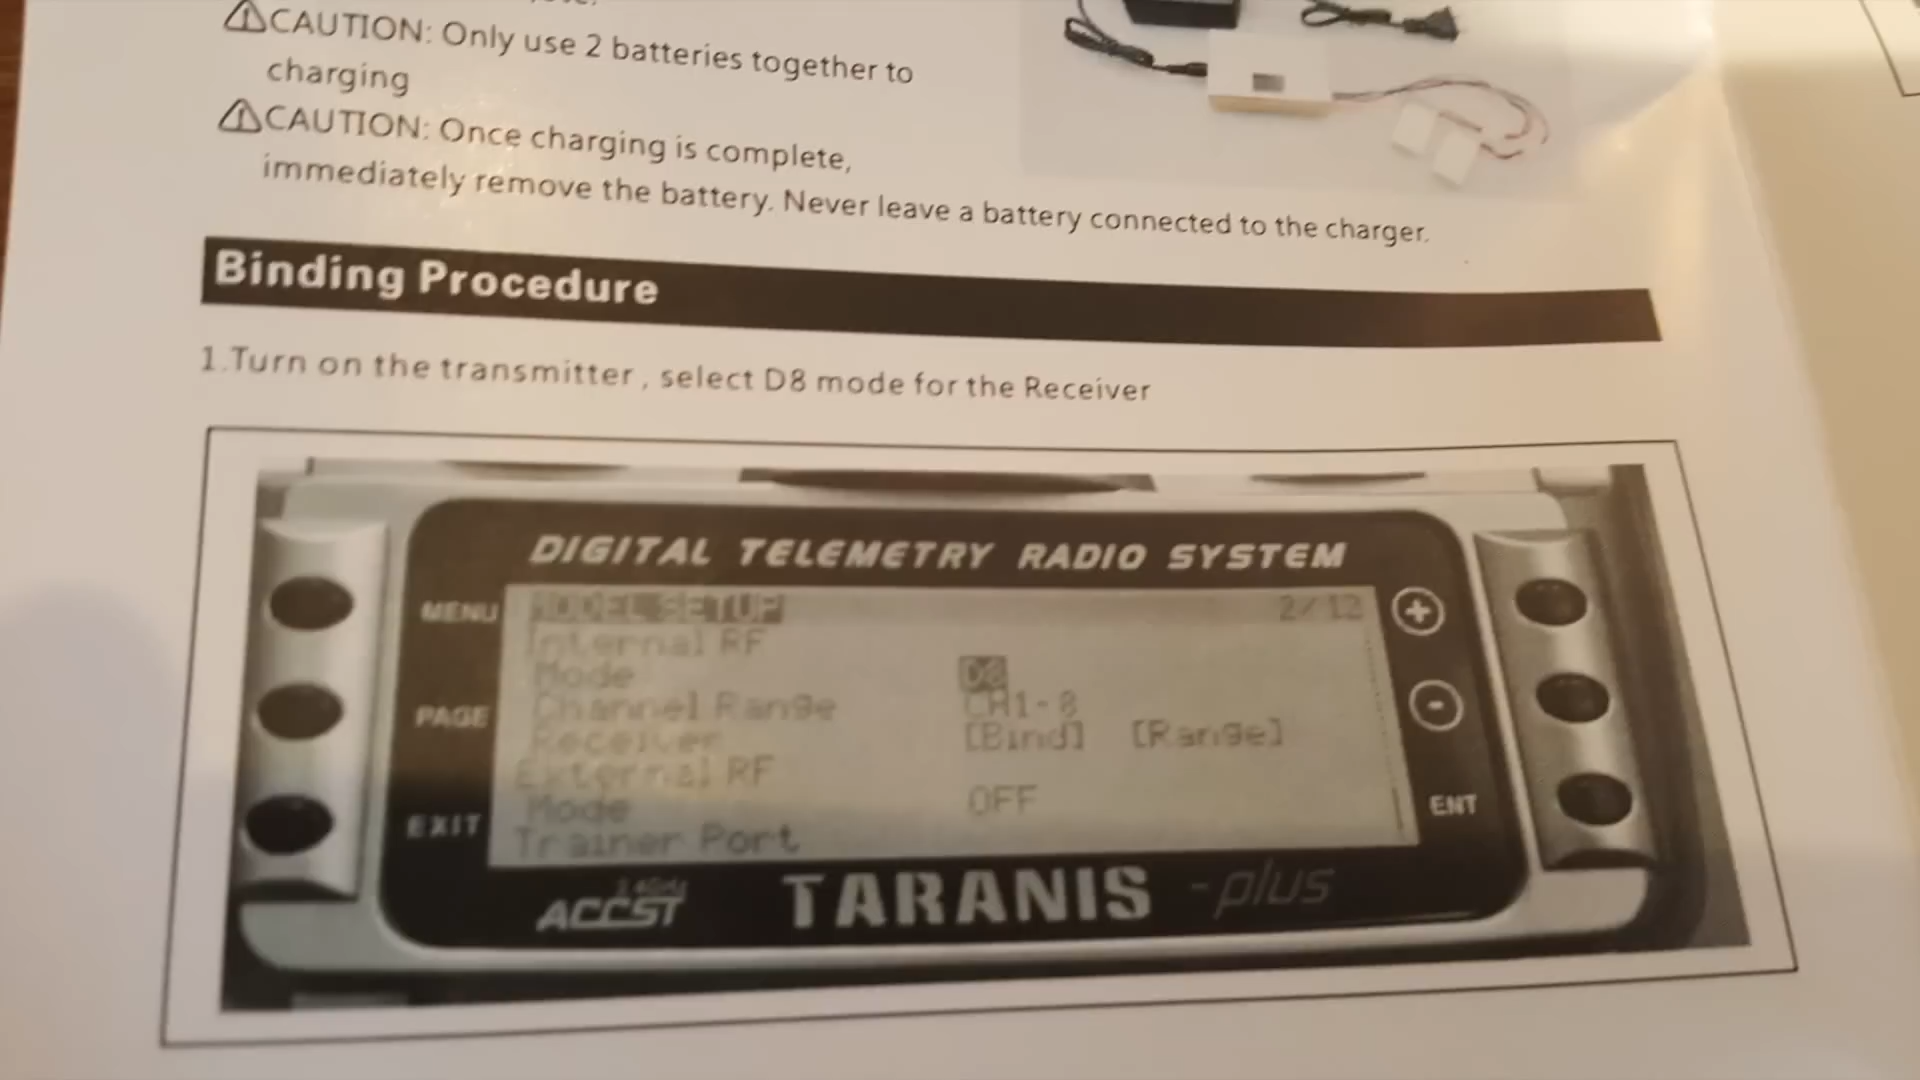 ⚠CAUTION: Only use 2 batteries together to
charging
⚠CAUTION: Once charging is complete,
immediately remove the battery. Never leave a battery connected to the charger.
Binding Procedure
1.Turn on the transmitter , select D8 mode for the Receiver
DIGITAL TELEMETRY RADIO SYSTEM
MENU
MODEL SETUP 2/12
Internal RF
Mode D8
Channel Range CH1-8
PAGE
Receiver [Bind] [Range]
External RF
Mode OFF
EXIT
Trainer Port
ENT
ACCST TARANIS -plus